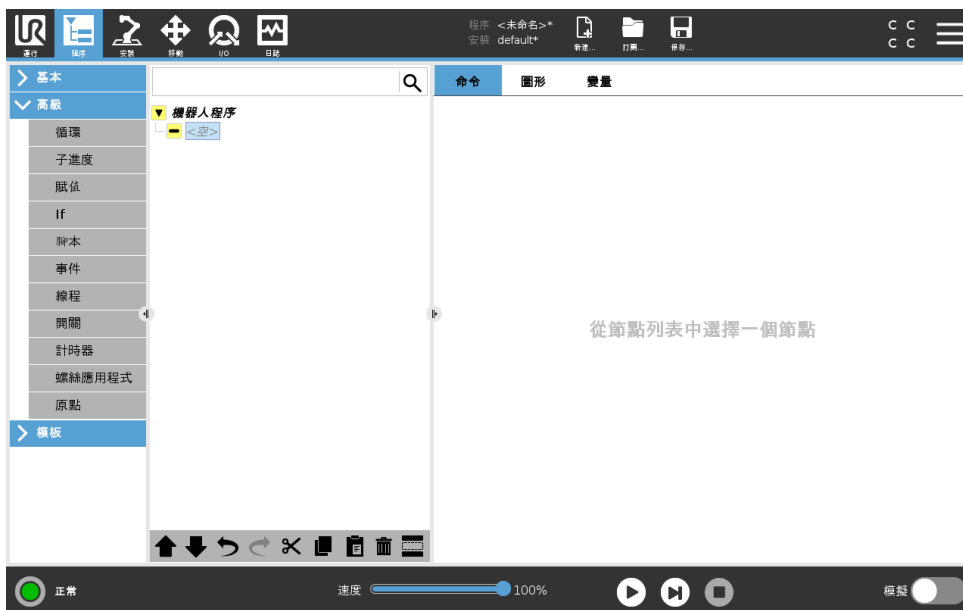 運行
程序
安裝
移動
I/O
日誌
程序 <未命名>*
安裝 default*
新建...
打開...
保存...
C C
C C
基本
高級
循環
子進度
賦值
If
腳本
事件
線程
開關
計時器
螺絲應用程式
原點
模板
機器人程序
<空>
命令 圖形 變量
從節點列表中選擇一個節點
正常
速度 100%
模擬